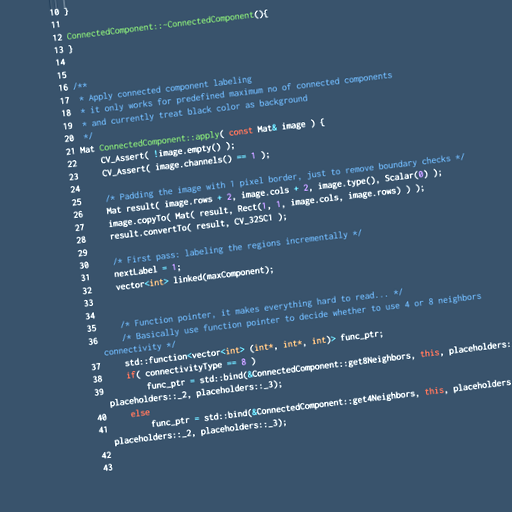 10 }
11
12 ConnectedComponent::~ConnectedComponent(){
13 }
14
15
16 /**
17 * Apply connected component labeling
18 * it only works for predefined maximum no of connected components
19 * and currently treat black color as background
20 */
21 Mat ConnectedComponent::apply( const Mat& image ) {
22 CV_Assert( !image.empty() );
23 CV_Assert( image.channels() == 1 );
24
25 /* Padding the image with 1 pixel border, just to remove boundary checks */
26 Mat result( image.rows + 2, image.cols + 2, image.type(), Scalar(0) );
27 image.copyTo( Mat( result, Rect(1, 1, image.cols, image.rows) ) );
28 result.convertTo( result, CV_32SC1 );
29
30 /* First pass: labeling the regions incrementally */
31 nextLabel = 1;
32 vector<int> linked(maxComponent);
33
34
35 /* Function pointer, it makes everything hard to read... */
36 /* Basically use function pointer to decide whether to use 4 or 8 neighbors
connectivity */
37 std::function<vector<int> (int*, int*, int)> func_ptr;
38 if( connectivityType == 8 )
39 func_ptr = std::bind(&ConnectedComponent::get8Neighbors, this, placeholders:
placeholders::_2, placeholders::_3);
40 else
41 func_ptr = std::bind(&ConnectedComponent::get4Neighbors, this, placeholders
placeholders::_2, placeholders::_3);
42
43